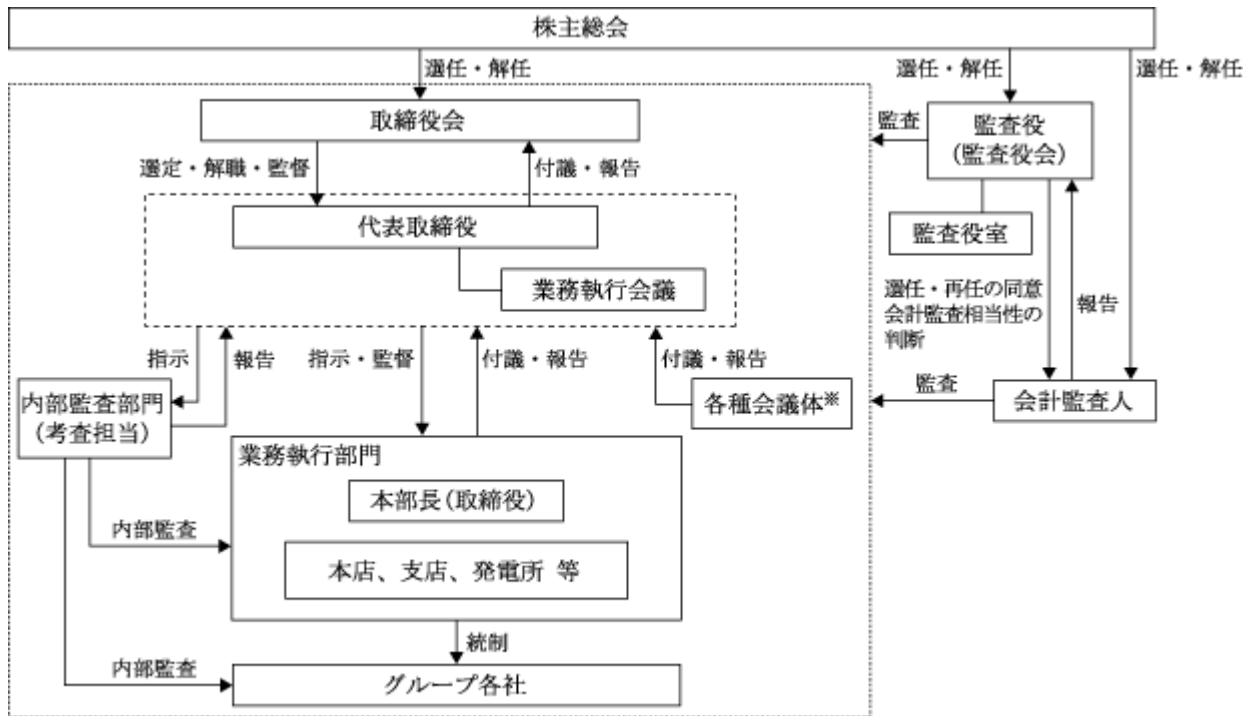 株主総会
選任・解任
選任・解任
選任・解任
取締役会
監査
監査役
(監査役会)
選定・解職・監督
付議・報告
代表取締役
監査役室
業務執行会議
選任・再任の同意
会計監査相当性の
判断
報告
指示
報告
指示・監督
付議・報告
付議・報告
内部監査部門
(考査担当)
各種会議体※
監査
会計監査人
業務執行部門
本部長(取締役)
内部監査
本店、支店、発電所 等
統制
内部監査
グループ各社